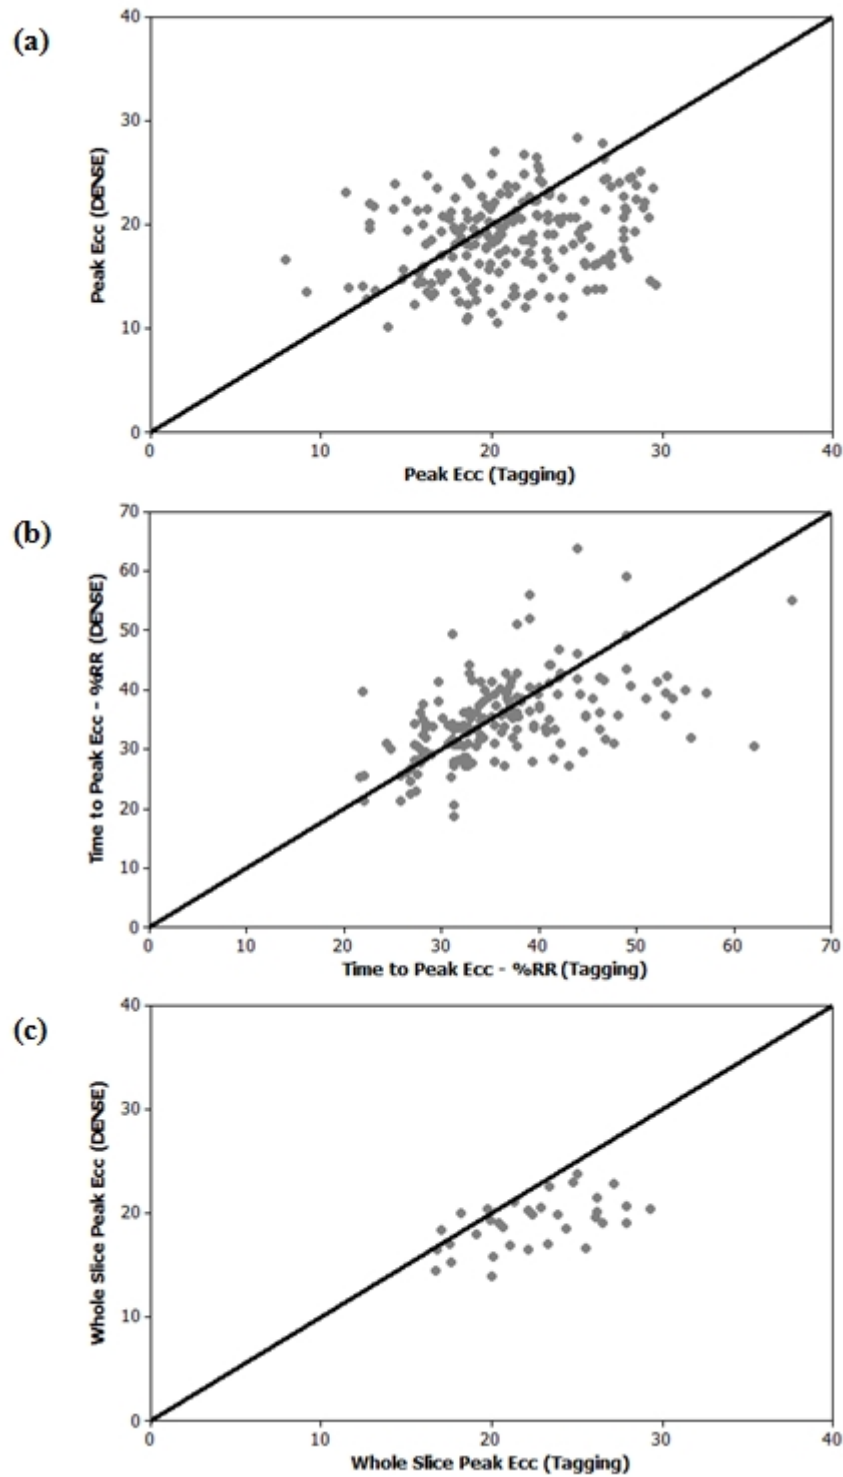 (a)
40
30
20
10
0
Peak Ecc (DENSE)
0 10 20 30 40
Peak Ecc (Tagging)
(b)
70
60
50
40
30
20
10
0
Time to Peak Ecc - %RR (DENSE)
0 10 20 30 40 50 60 70
Time to Peak Ecc - %RR (Tagging)
(c)
40
30
20
10
0
Whole Slice Peak Ecc (DENSE)
0 10 20 30 40
Whole Slice Peak Ecc (Tagging)